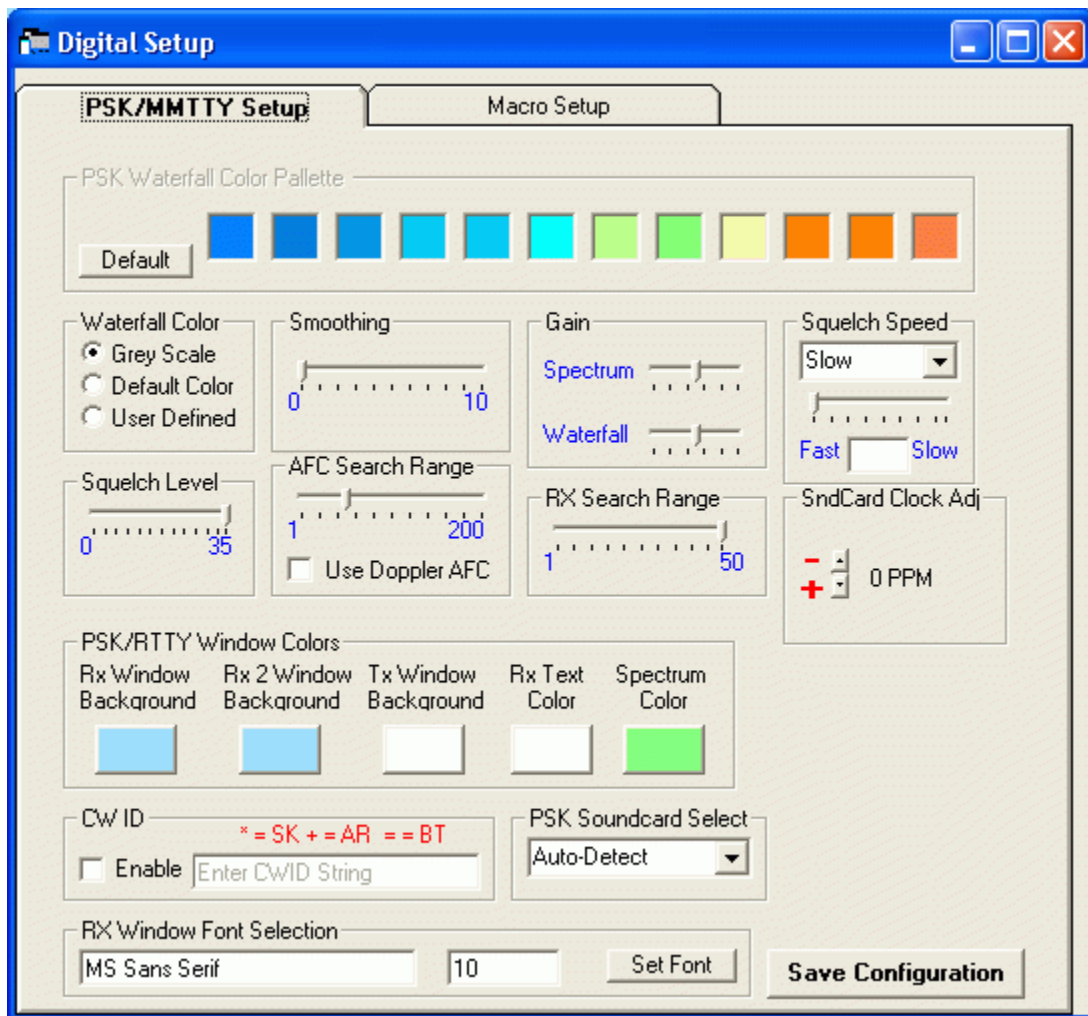 Digital Setup
PSK/MMTTY Setup
Macro Setup
PSK Waterfall Color Pallette
Default
Waterfall Color
Grey Scale
Default Color
User Defined
Smoothing
0 10
Gain
Spectrum
Waterfall
Squelch Speed
Slow
Fast Slow
Squelch Level
0 35
AFC Search Range
1 200
Use Doppler AFC
RX Search Range
1 50
SndCard Clock Adj
- 
+
0 PPM
PSK/RTTY Window Colors
Rx Window
Background
Rx 2 Window
Background
Tx Window
Background
Rx Text
Color
Spectrum
Color
CW ID
* = SK + = AR = = BT
Enable
Enter CWID String
PSK Soundcard Select
Auto-Detect
RX Window Font Selection
MS Sans Serif
10
Set Font
Save Configuration